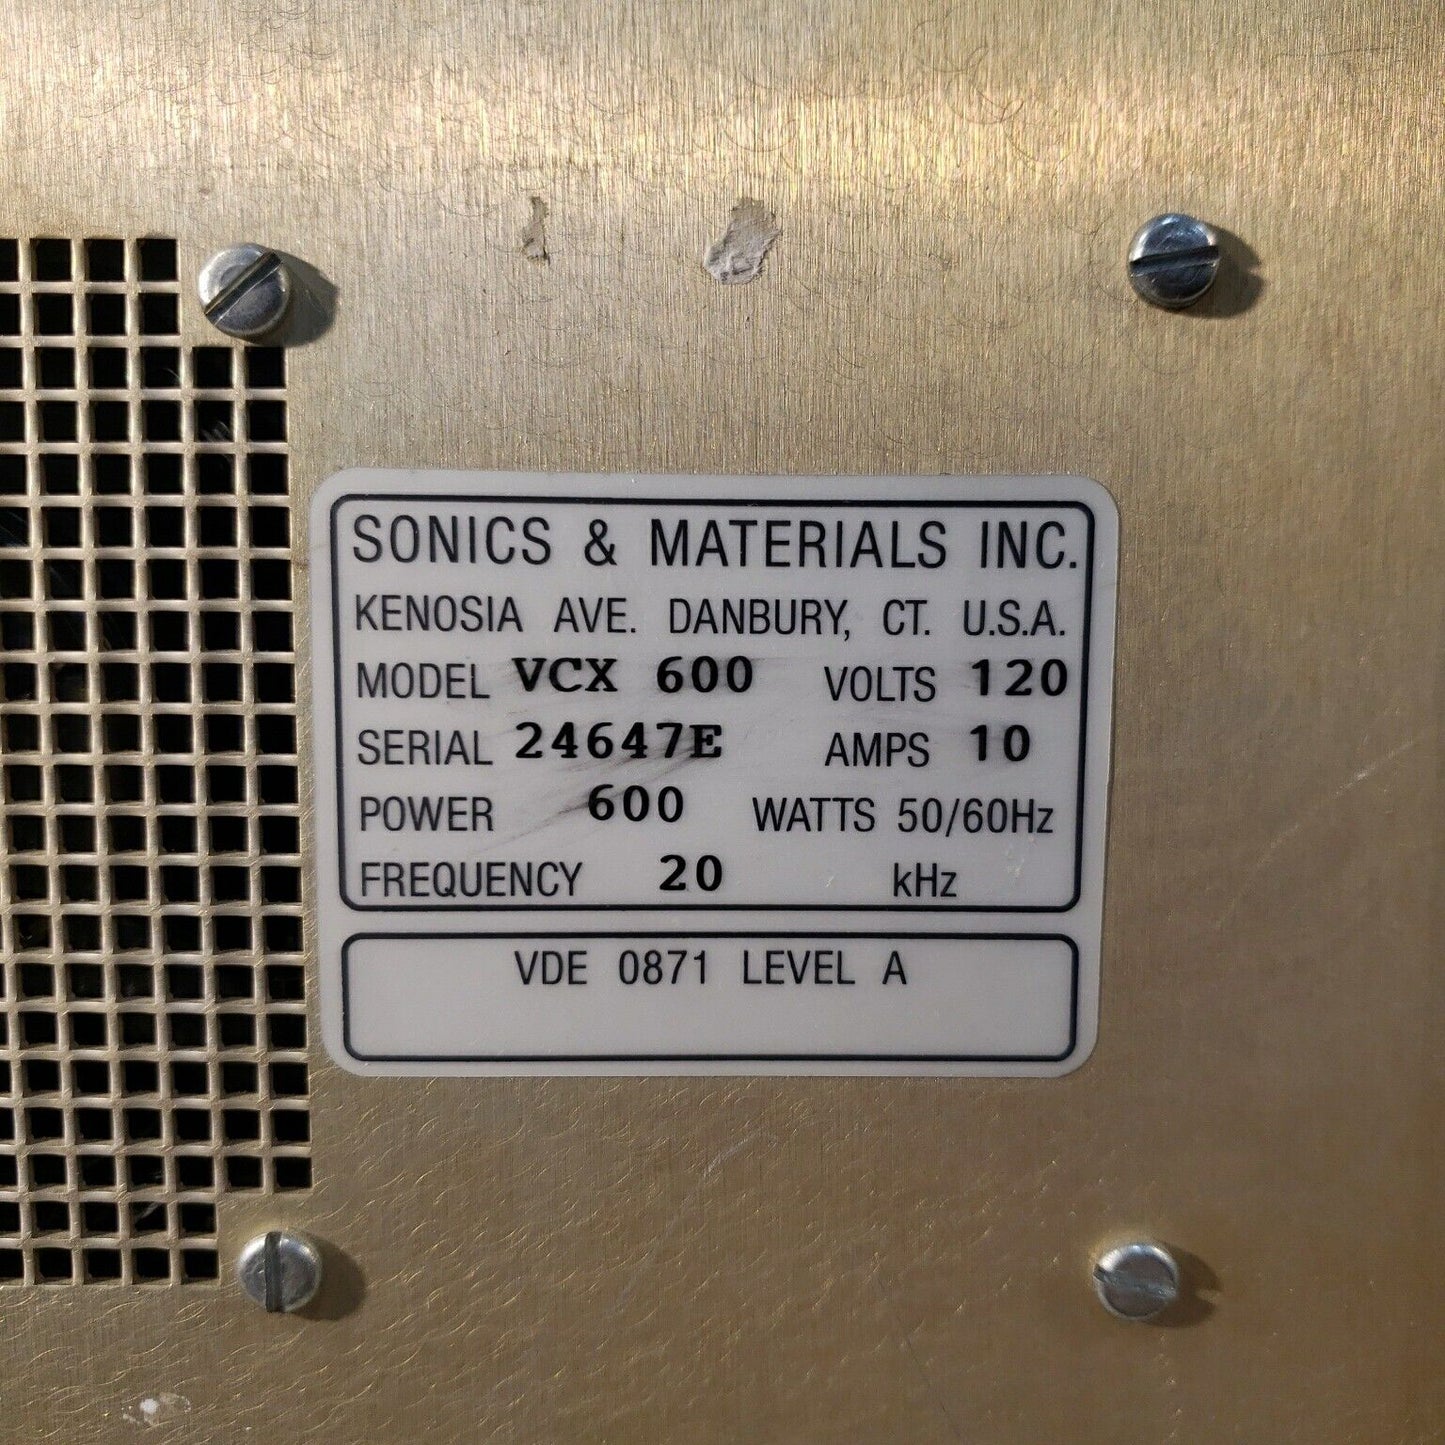 SONICS & MATERIALS INC.
KENOSIA AVE. DANBURY, CT. U.S.A.
MODEL VCX 600 VOLTS 120
SERIAL 24647E AMPS 10
POWER 600 WATTS 50/60Hz
FREQUENCY 20 kHz
VDE 0871 LEVEL A